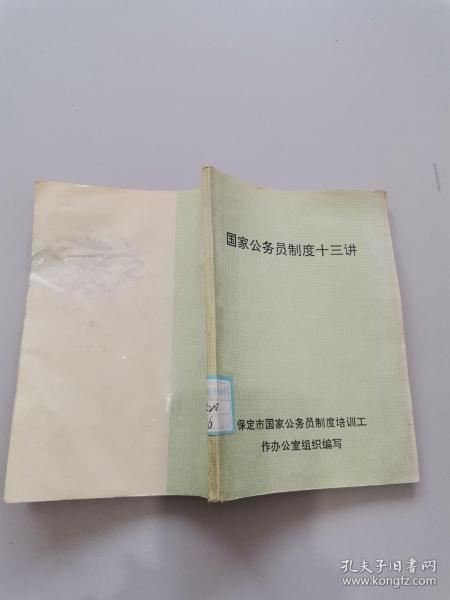 国家公务员制度十三讲
保定市国家公务员制度培训工
作办公室组织编写
孔夫子旧书网
www.kongfz.com